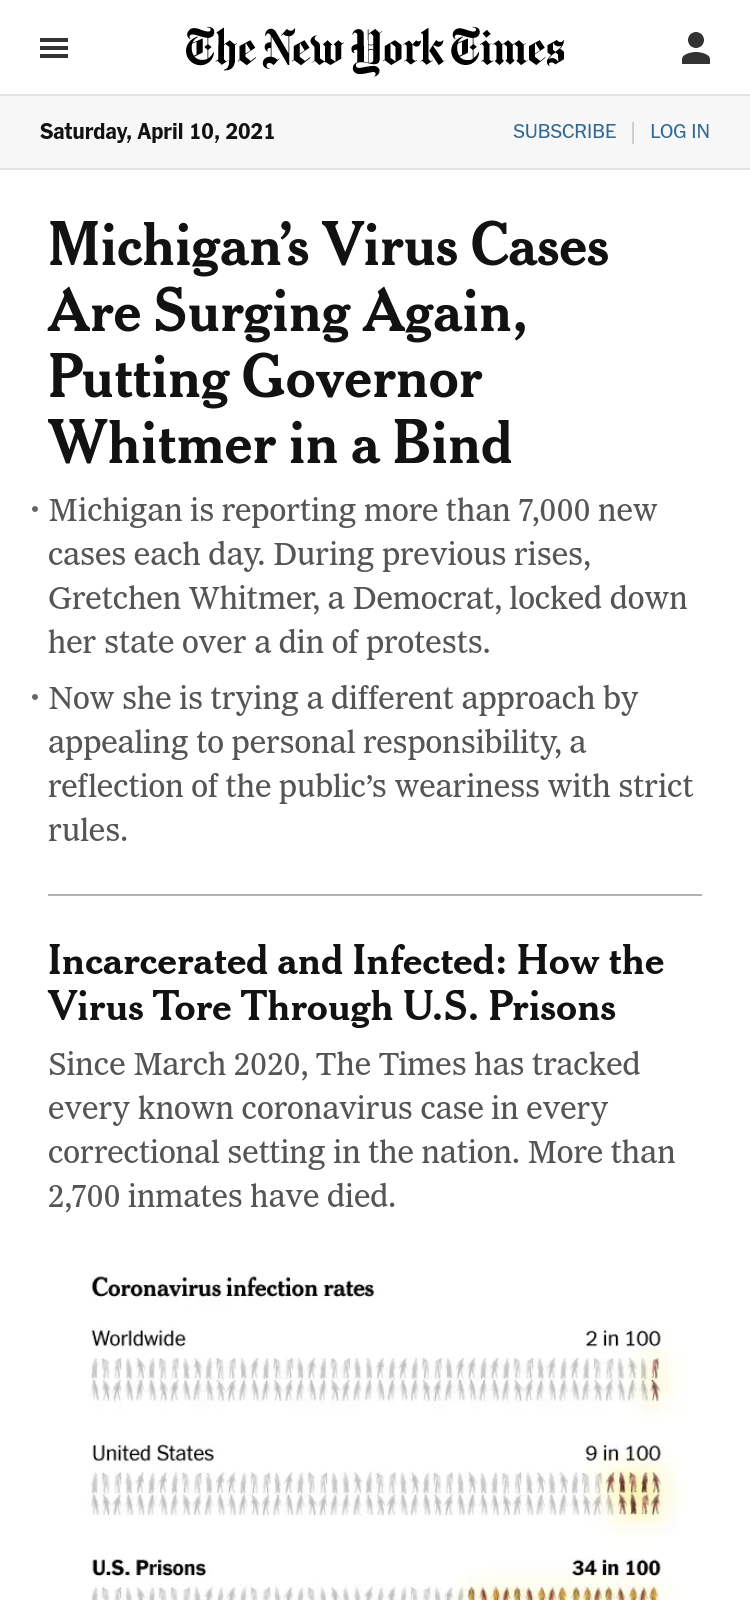 The New York Times
Saturday, April 10, 2021
SUBSCRIBE | LOG IN
Michigan’s Virus Cases
Are Surging Again,
Putting Governor
Whitmer in a Bind
• Michigan is reporting more than 7,000 new
cases each day. During previous rises,
Gretchen Whitmer, a Democrat, locked down
her state over a din of protests.
• Now she is trying a different approach by
appealing to personal responsibility, a
reflection of the public’s weariness with strict
rules.
Incarcerated and Infected: How the
Virus Tore Through U.S. Prisons
Since March 2020, The Times has tracked
every known coronavirus case in every
correctional setting in the nation. More than
2,700 inmates have died.
Coronavirus infection rates
Worldwide 2 in 100
United States 9 in 100
U.S. Prisons 34 in 100